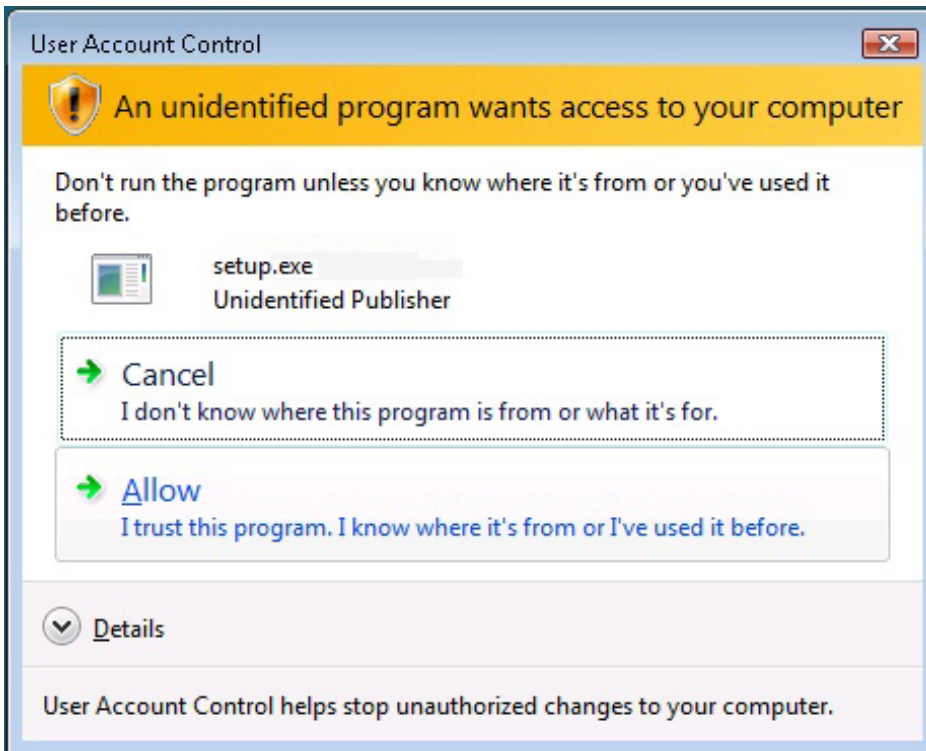 User Account Control
An unidentified program wants access to your computer
Don't run the program unless you know where it's from or you've used it
before.
setup.exe
Unidentified Publisher
Cancel
I don't know where this program is from or what it's for.
Allow
I trust this program. I know where it's from or I've used it before.
Details
User Account Control helps stop unauthorized changes to your computer.